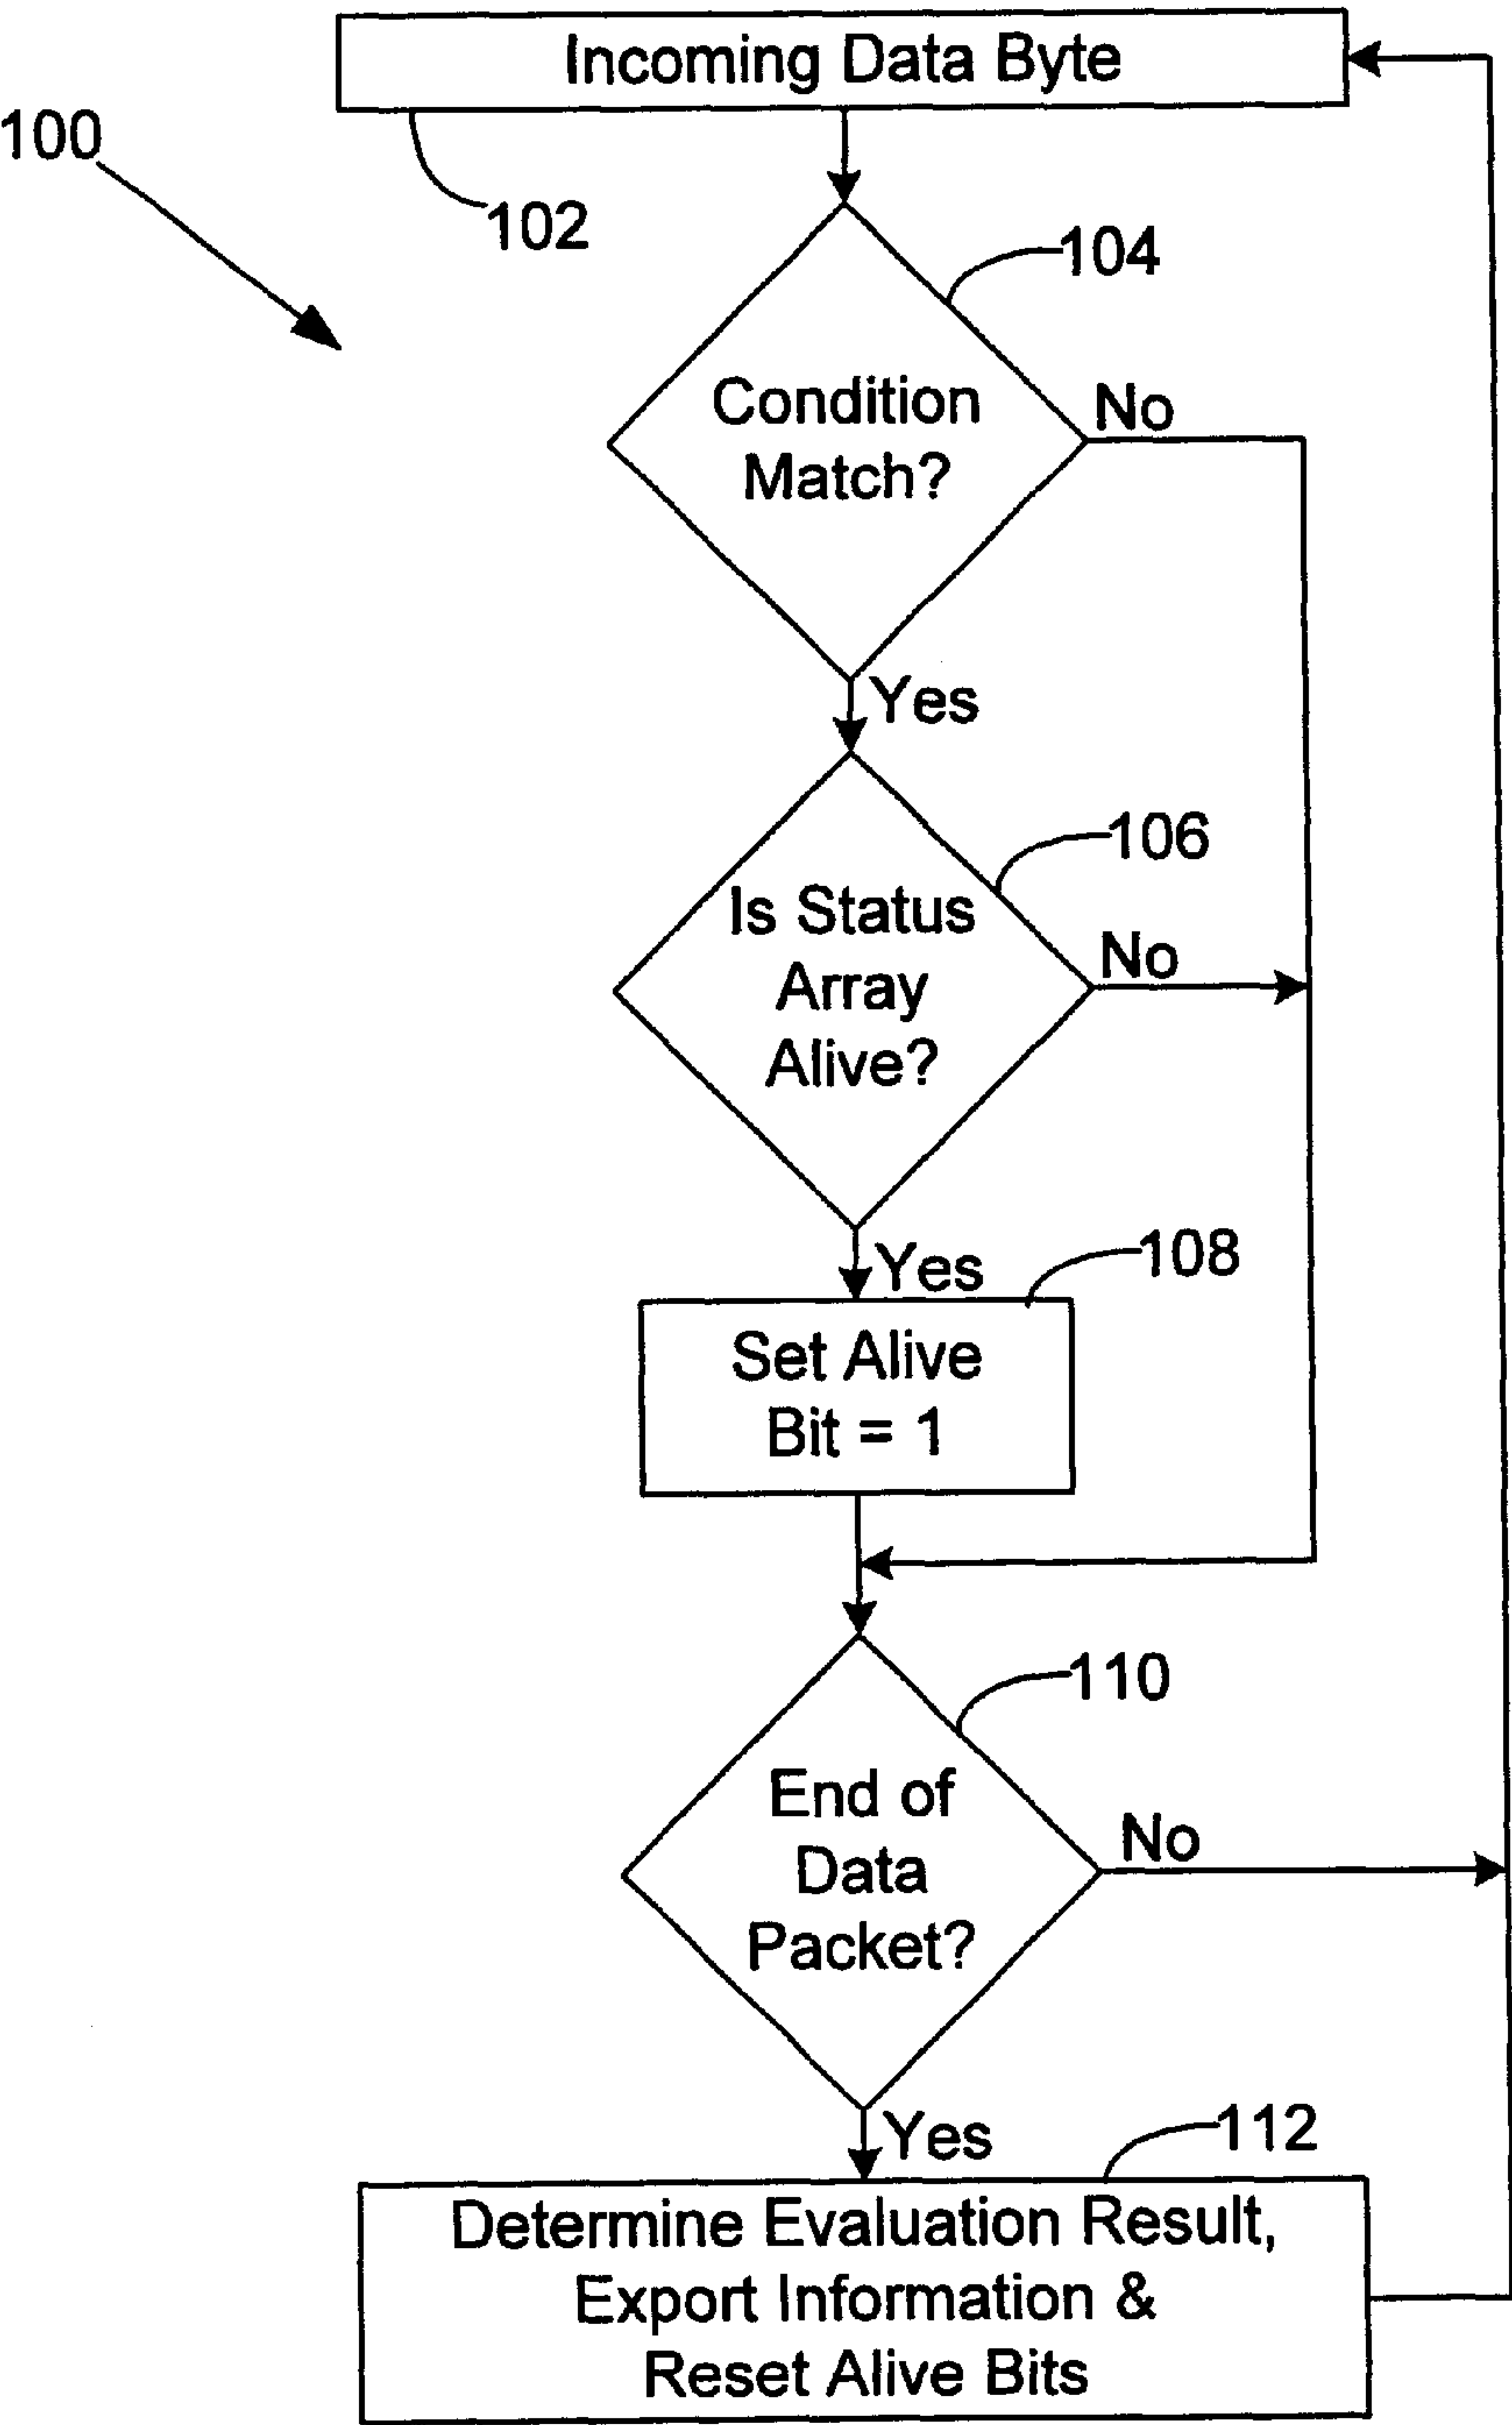 Incoming Data Byte
100
102
104
Condition
Match?
No
Yes
106
Is Status
Array
Alive?
No
Yes
108
Set Alive
Bit = 1
110
End of
Data
Packet?
No
Yes
112
Determine Evaluation Result,
Export Information &
Reset Alive Bits